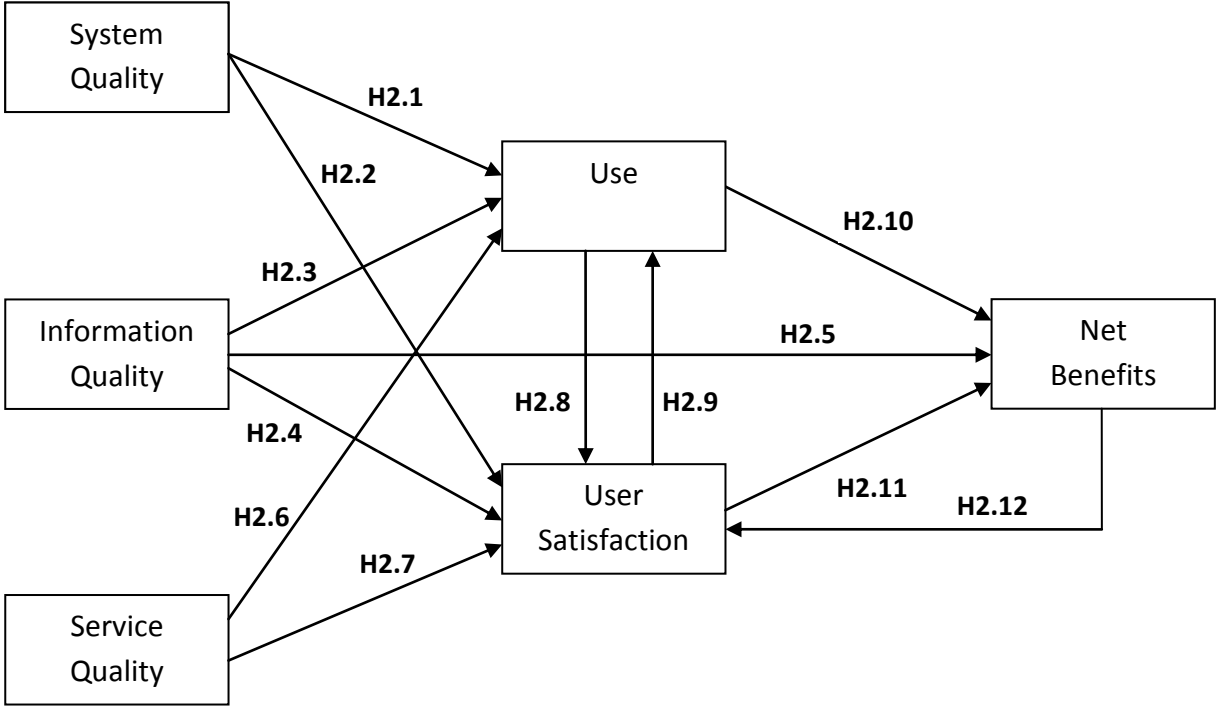 System
Quality
H2.1
Use
H2.2
H2.10
H2.3
Information
Quality
H2.5
Net
Benefits
H2.8
H2.9
H2.4
H2.11
User
Satisfaction
H2.12
H2.6
H2.7
Service
Quality